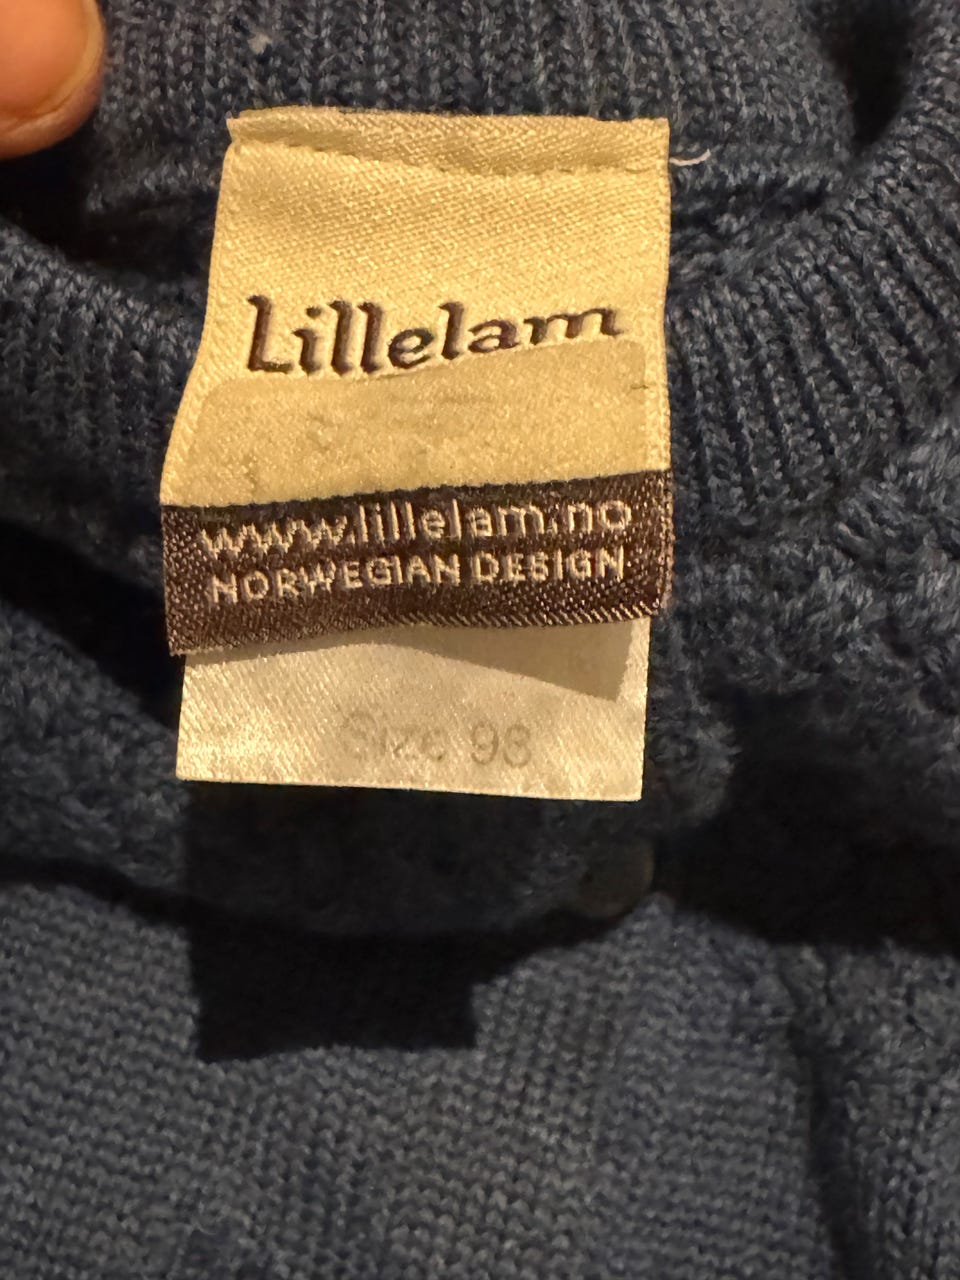 Lillelam
www.lillelam.no
NORWEGIAN DESIGN
Size 98